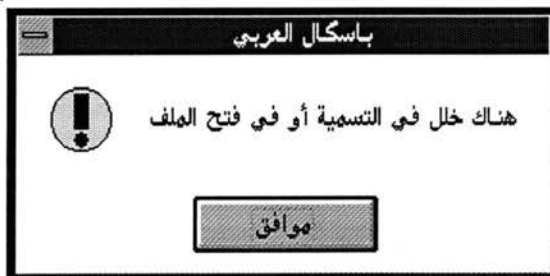 باسكال العربي
هناك خلل في التسمية أو في فتح الملف
موافق